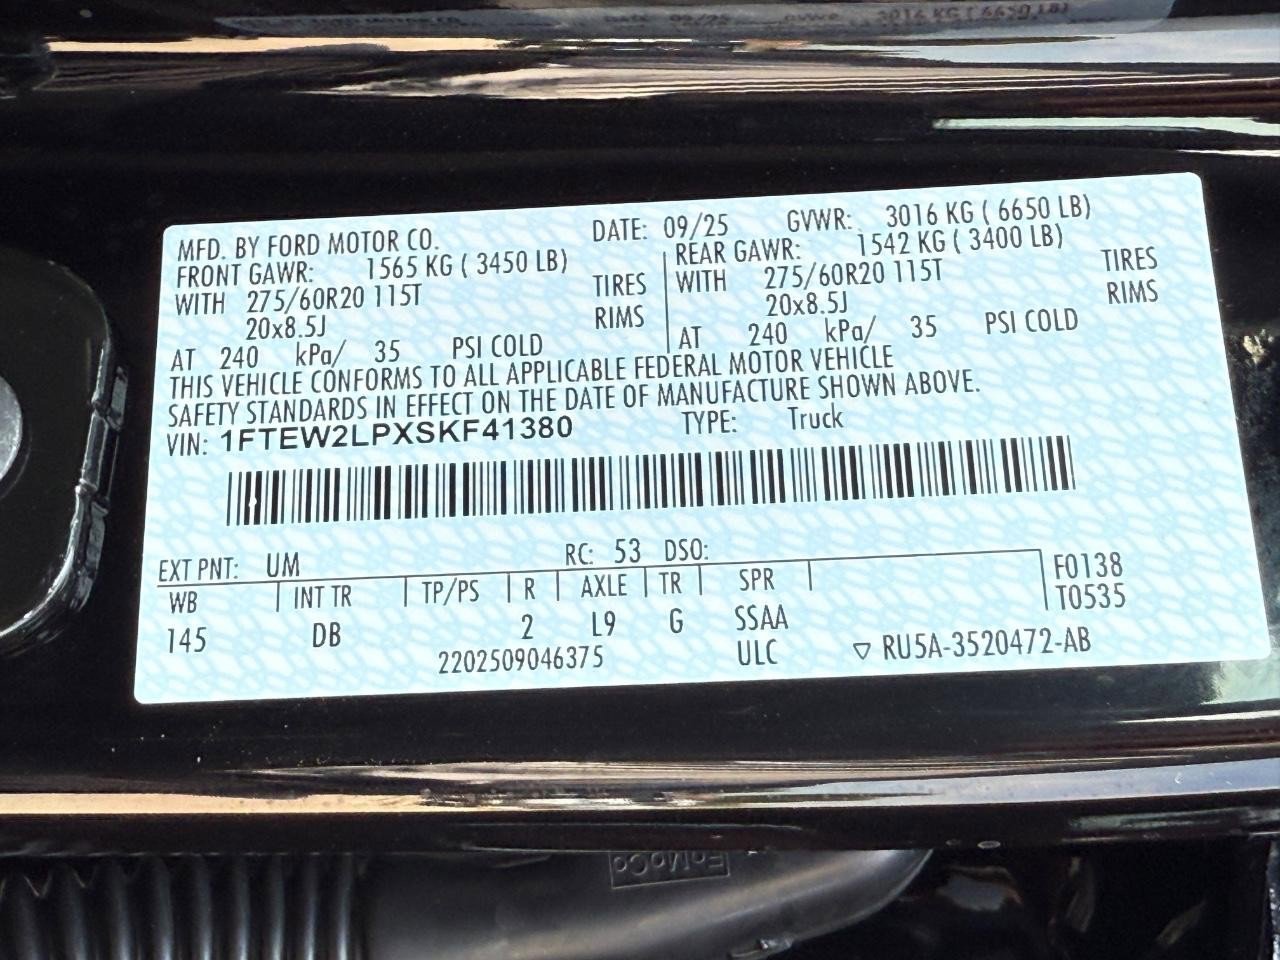 MFD. BY FORD MOTOR CO. DATE: 09/25 GVWR: 3016 KG ( 6650 LB)
FRONT GAWR: 1565 KG ( 3450 LB) REAR GAWR: 1542 KG ( 3400 LB)
WITH 275/60R20 115T TIRES WITH 275/60R20 115T TIRES
20x8.5J RIMS 20x8.5J RIMS
AT 240 kPa/ 35 PSI COLD AT 240 kPa/ 35 PSI COLD
THIS VEHICLE CONFORMS TO ALL APPLICABLE FEDERAL MOTOR VEHICLE
SAFETY STANDARDS IN EFFECT ON THE DATE OF MANUFACTURE SHOWN ABOVE.
VIN: 1FTEW2LPXSKF41380 TYPE: Truck
EXT PNT: UM RC: 53 DSO:
WB INT TR TP/PS R AXLE TR SPR F0138
T0535
145 DB 2 L9 G SSAA
2202509046375 ULC RU5A-3520472-AB
FoMoCo